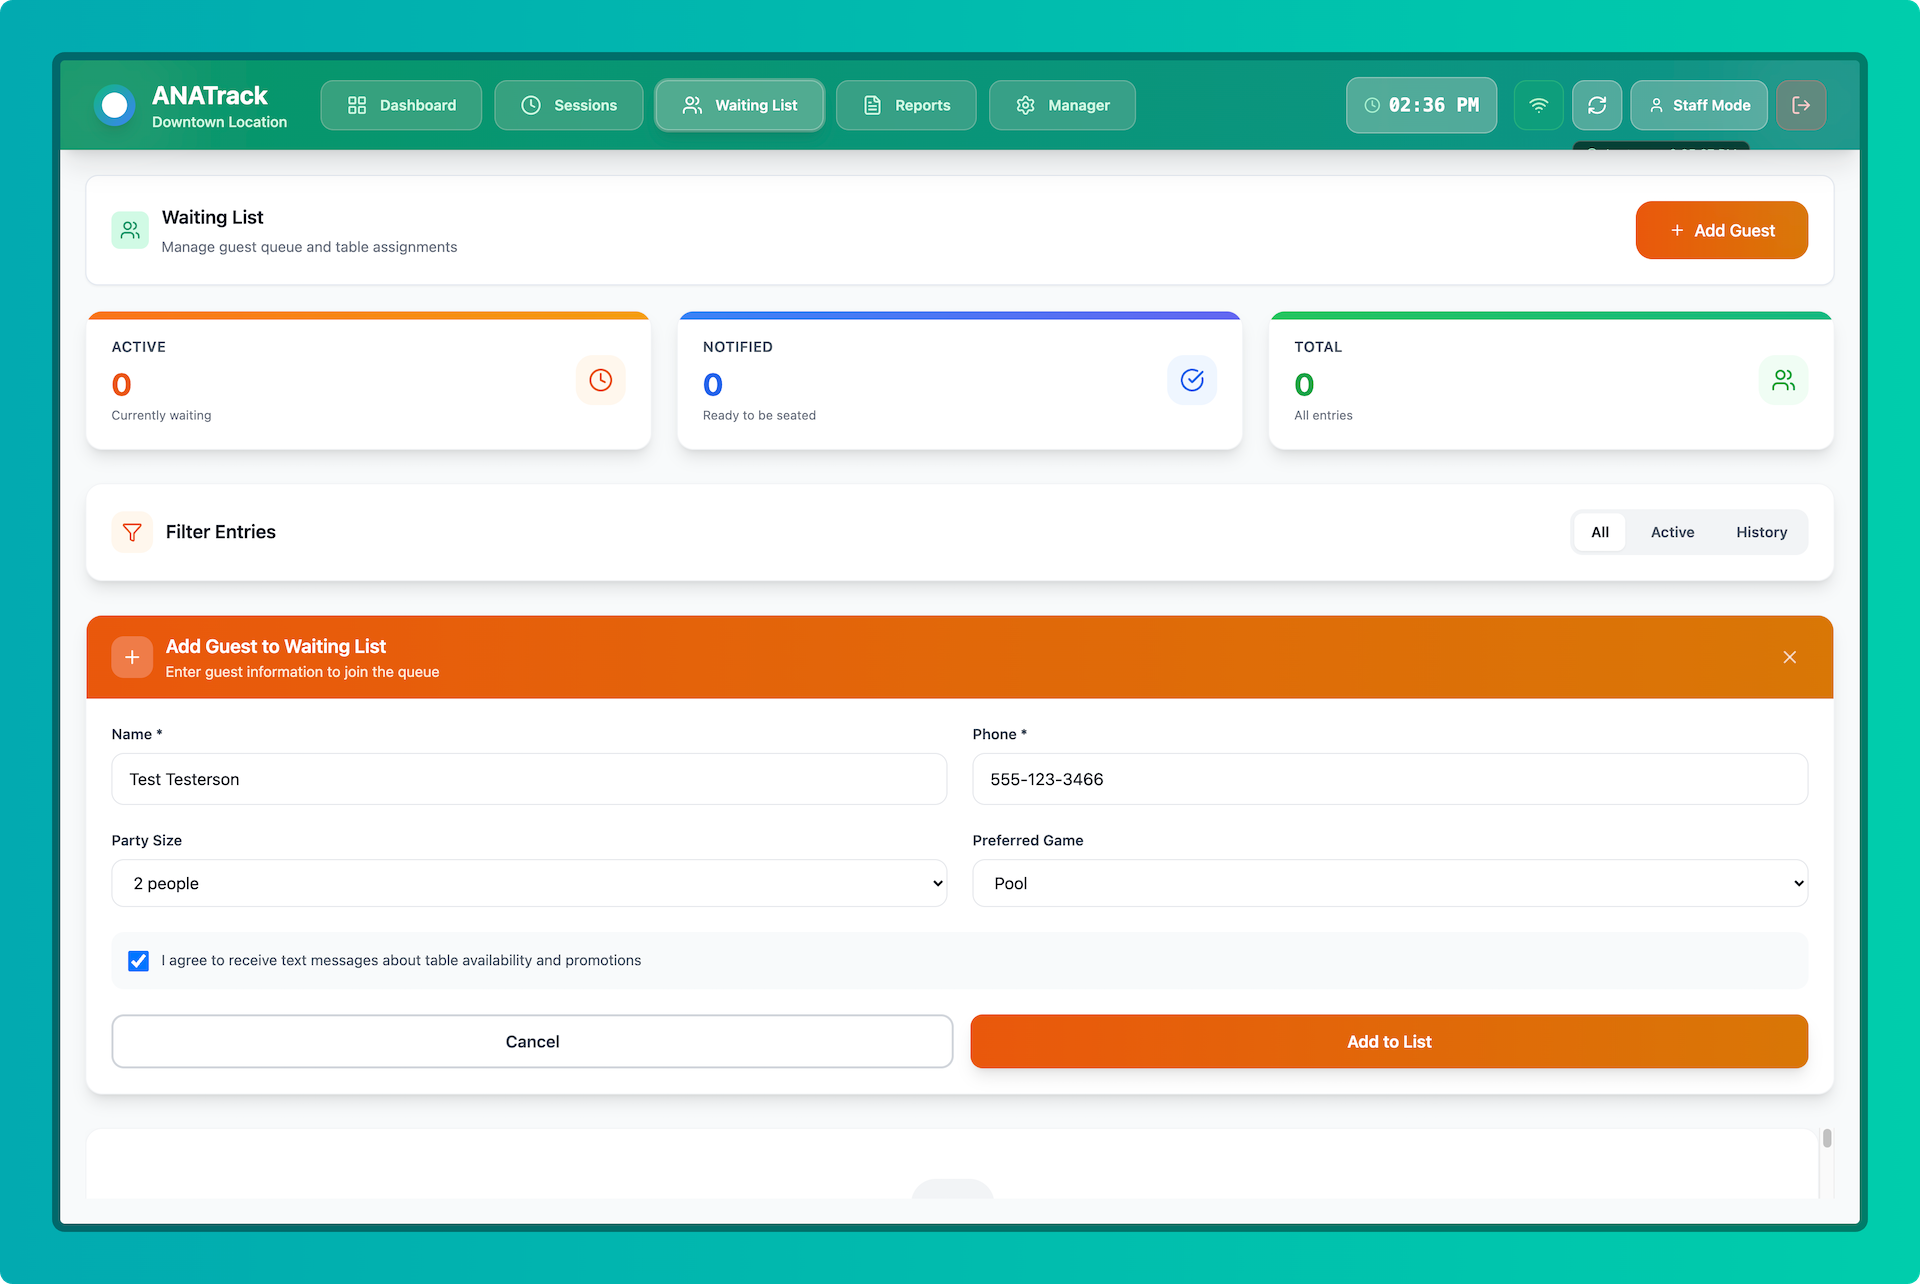 ANATrack
Downtown Location
Dashboard
Sessions
Waiting List
Reports
Manager
02:36 PM
Staff Mode
Waiting List
Manage guest queue and table assignments
+ Add Guest
ACTIVE
0
Currently waiting
NOTIFIED
0
Ready to be seated
TOTAL
0
All entries
Filter Entries
All
Active
History
Add Guest to Waiting List
Enter guest information to join the queue
Name *
Test Testerson
Phone *
555-123-3466
Party Size
2 people
Preferred Game
Pool
I agree to receive text messages about table availability and promotions
Cancel
Add to List